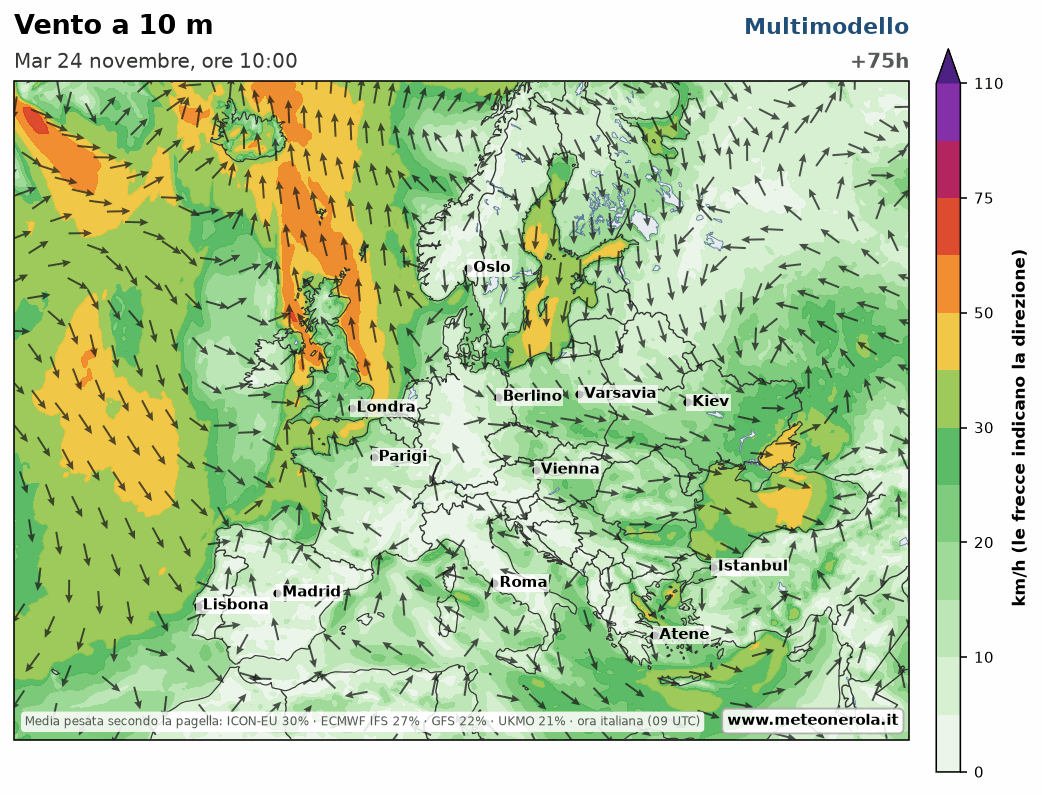 Vento a 10 m
Multimodello
Mar 24 novembre, ore 10:00
+75h
110
75
50
30
20
10
0
km/h (le frecce indicano la direzione)
Oslo
Londra
Berlino
Varsavia
Kiev
Parigi
Vienna
Istanbul
Roma
Madrid
Lisbona
Atene
Media pesata secondo la pagella: ICON-EU 30% · ECMWF IFS 27% · GFS 22% · UKMO 21% · ora italiana (09 UTC)
www.meteonerola.it